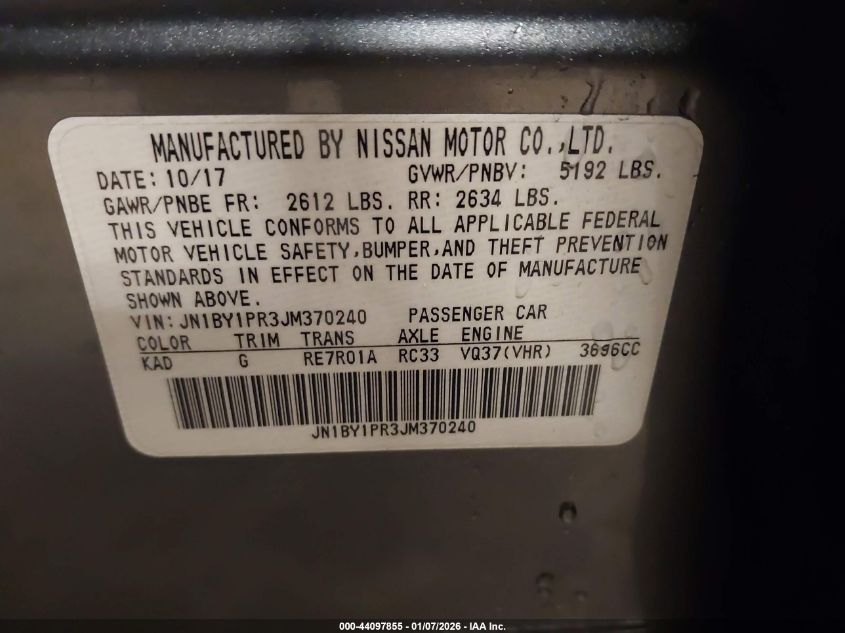 MANUFACTURED BY NISSAN MOTOR CO.,LTD.
DATE: 10/17 GVWR/PNBV: 5192 LBS.
GAWR/PNBE FR: 2612 LBS. RR: 2634 LBS.
THIS VEHICLE CONFORMS TO ALL APPLICABLE FEDERAL
MOTOR VEHICLE SAFETY,BUMPER,AND THEFT PREVENTION
STANDARDS IN EFFECT ON THE DATE OF MANUFACTURE
SHOWN ABOVE.
VIN: JN1BY1PR3JM370240 PASSENGER CAR
COLOR TRIM TRANS AXLE ENGINE
KAD G RE7R01A RC33 VQ37(VHR) 3696CC
JN1BY1PR3JM370240
000-44097855 | 01/07/2026 - IAA Inc.